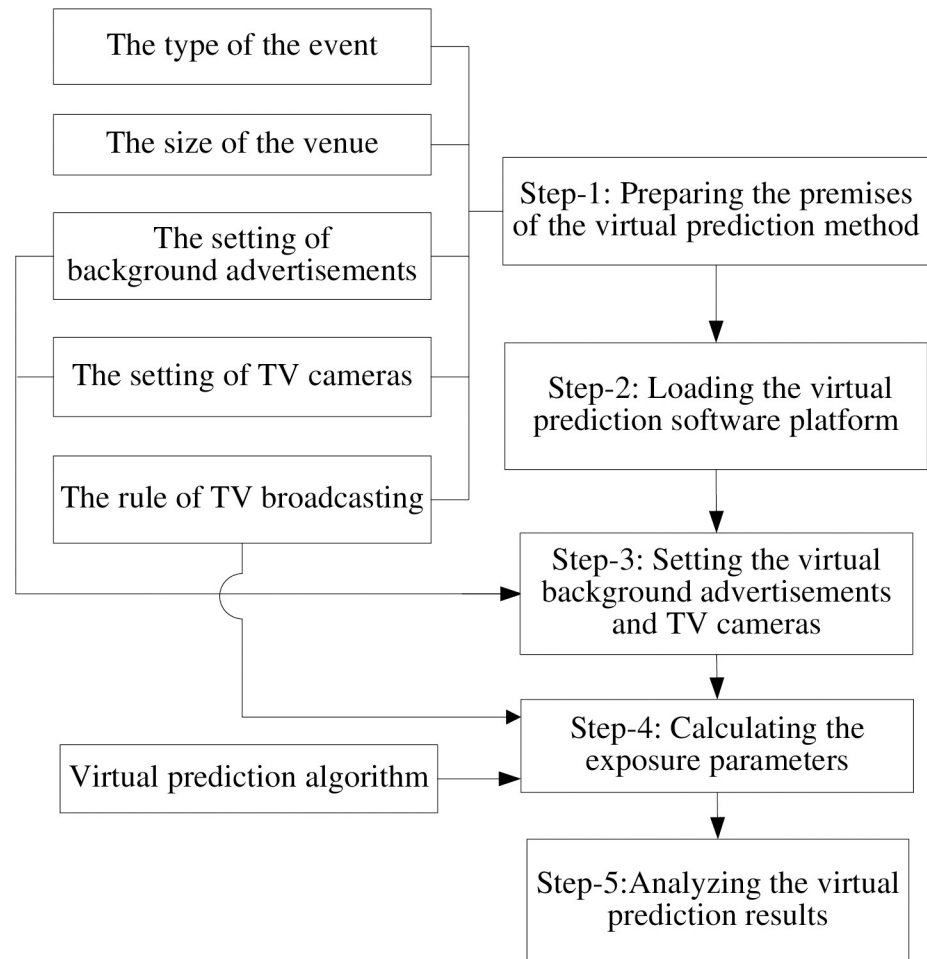 The type of the event
The size of the venue
The setting of
background advertisements
The setting of TV cameras
The rule of TV broadcasting
Virtual prediction algorithm
Step-1: Preparing the premises
of the virtual prediction method
Step-2: Loading the virtual
prediction software platform
Step-3: Setting the virtual
background advertisements
and TV cameras
Step-4: Calculating the
exposure parameters
Step-5:Analyzing the virtual
prediction results